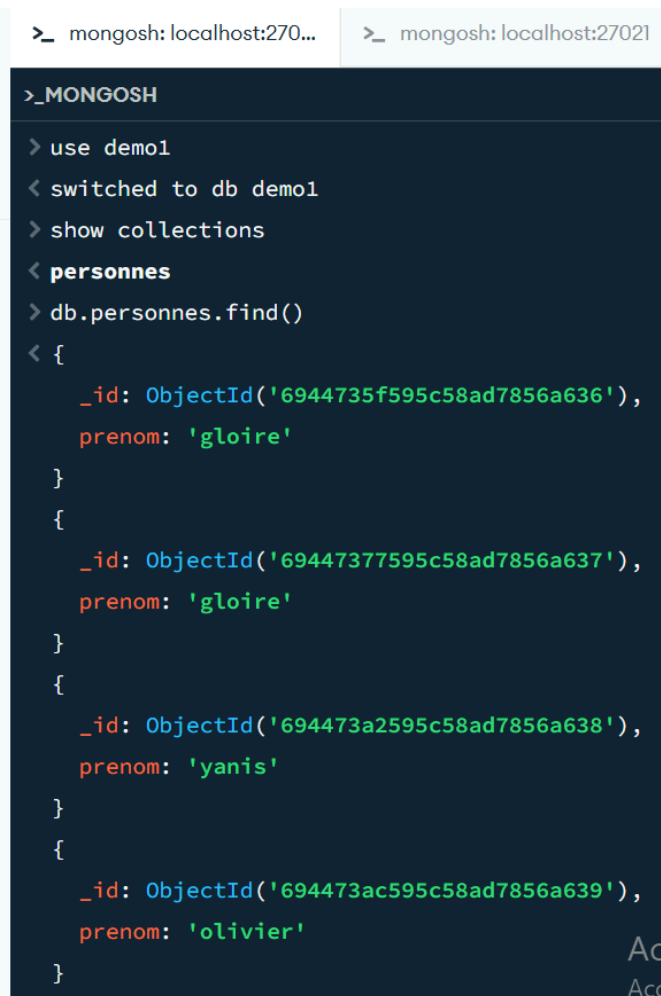 >_ mongosh: localhost:270... >_ mongosh: localhost:27021
>_MONGOSH
> use demo1
< switched to db demo1
> show collections
< personnes
> db.personnes.find()
< {
_id: ObjectId('6944735f595c58ad7856a636'),
prenom: 'gloire'
}
{
_id: ObjectId('69447377595c58ad7856a637'),
prenom: 'gloire'
}
{
_id: ObjectId('694473a2595c58ad7856a638'),
prenom: 'yanis'
}
{
_id: ObjectId('694473ac595c58ad7856a639'),
prenom: 'olivier'
}